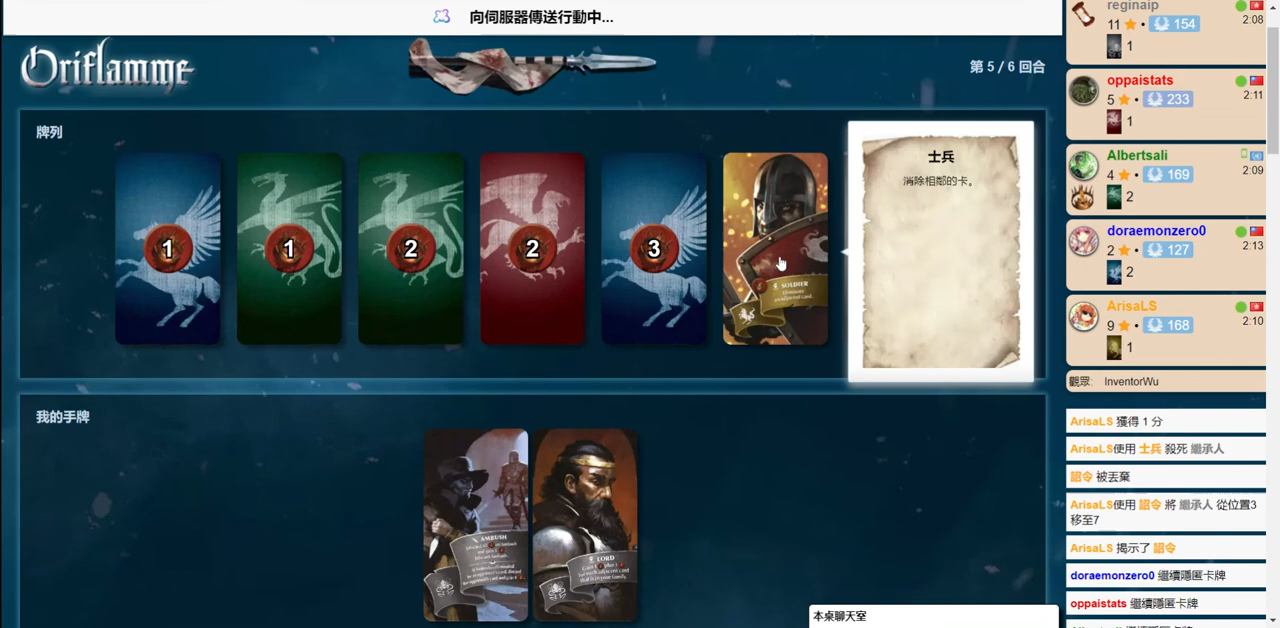 向伺服器傳送行動中...
Oriflamme
第 5 / 6 回合
牌列
1
1
2
2
3
SOLDIER
Eliminate
an adjacent card.
士兵
消除相鄰的卡。
我的手牌
AMBUSH
LORD
reginaip
2:08
11 • 154
1
oppaistats
2:11
5 • 233
1
Albertsali
2:09
4 • 169
2
doraemonzero0
2:13
2 • 127
2
ArisaLS
2:10
9 • 168
1
觀眾: InventorWu
ArisaLS 獲得 1 分
ArisaLS使用 士兵 殺死 繼承人
詔令 被丟棄
ArisaLS使用 詔令 將 繼承人 從位置3
移至7
ArisaLS 揭示了 詔令
doraemonzero0 繼續隱匿卡牌
oppaistats 繼續隱匿卡牌
本桌聊天室